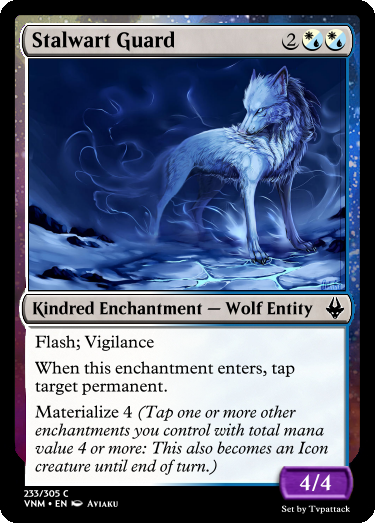 Stalwart Guard 2
Kindred Enchantment — Wolf Entity
Flash; Vigilance
When this enchantment enters, tap
target permanent.
Materialize 4 (Tap one or more other
enchantments you control with total mana
value 4 or more: This also becomes an Icon
creature until end of turn.)
4/4
233/305 C
VNM • EN Aviaku
Set by Tvpattack